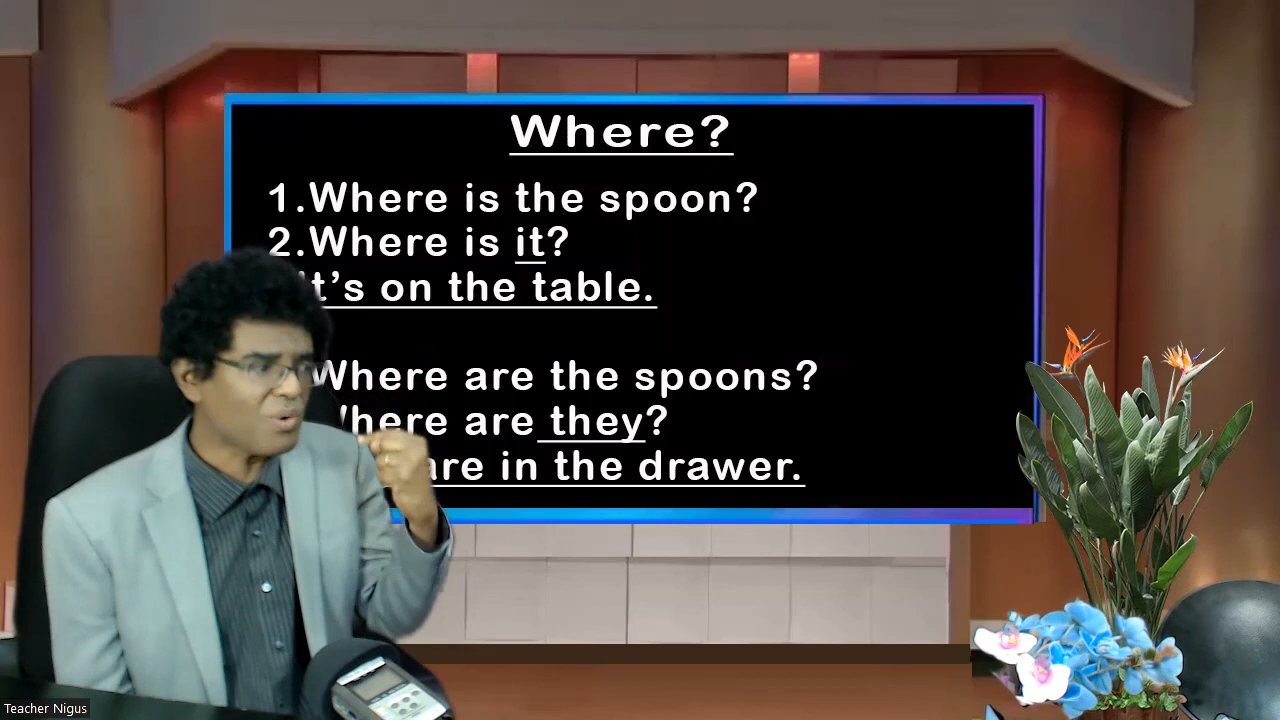 Where?
1.Where is the spoon?
2.Where is it?
t’s on the table.
Where are the spoons?
here are they?
are in the drawer.
Teacher Nigus